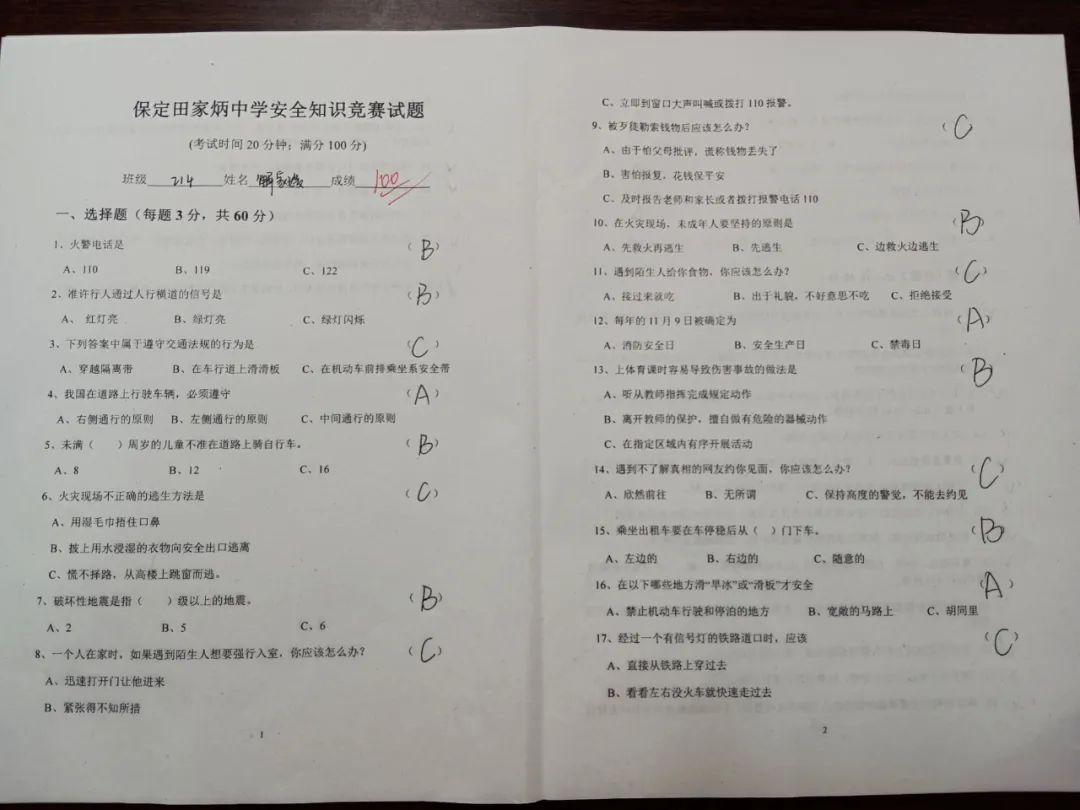 保定田家炳中学安全知识竞赛试题
(考试时间 20 分钟；满分 100 分)
班级 214 姓名 成绩 100
一、选择题（每题 3 分，共 60 分）
1、火警电话是 （ B ）
A、110 B、119 C、122
2、准许行人通过人行横道的信号是 （ B ）
A、 红灯亮 B、绿灯亮 C、绿灯闪烁
3、下列答案中属于遵守交通法规的行为是 （ C ）
A、穿越隔离带 B、在车行道上滑滑板 C、在机动车前排乘坐系安全带
4、我国在道路上行驶车辆，必须遵守 （ A ）
A、右侧通行的原则 B、左侧通行的原则 C、中间通行的原则
5、未满（ ）周岁的儿童不准在道路上骑自行车。 （ B ）
A、8 B、12 C、16
6、火灾现场不正确的逃生方法是 （ C ）
A、用湿毛巾捂住口鼻
B、披上用水浸湿的衣物向安全出口逃离
C、慌不择路，从高楼上跳窗而逃。
7、破坏性地震是指（ ）级以上的地震。 （ B ）
A、2 B、5 C、6
8、一个人在家时，如果遇到陌生人想要强行入室，你应该怎么办？ （ C ）
A、迅速打开门让他进来
B、紧张得不知所措
1
C、立即到窗口大声叫喊或拨打 110 报警。
9、被歹徒勒索钱物后应该怎么办？ （ C
A、由于怕父母批评，谎称钱物丢失了
B、害怕报复，花钱保平安
C、及时报告老师和家长或者拨打报警电话 110
10、在火灾现场，未成年人要坚持的原则是 （ B ）
A、先救火再逃生 B、先逃生 C、边救火边逃生
11、遇到陌生人给你食物，你应该怎么办？ （ C ）
A、接过来就吃 B、出于礼貌，不好意思不吃 C、拒绝接受
12、每年的 11 月 9 日被确定为 （ A ）
A、消防安全日 B、安全生产日 C、禁毒日
13、上体育课时容易导致伤害事故的做法是 （ B
A、听从教师指挥完成规定动作
B、离开教师的保护，擅自做有危险的器械动作
C、在指定区域内有序开展活动
14、遇到不了解真相的网友约你见面，你应该怎么办？ （ C ）
A、欣然前往 B、无所谓 C、保持高度的警觉，不能去约见
15、乘坐出租车要在车停稳后从（ ）门下车。 （ B ）
A、左边的 B、右边的 C、随意的
16、在以下哪些地方滑“旱冰”或“滑板”才安全 （ A ）
A、禁止机动车行驶和停泊的地方 B、宽敞的马路上 C、胡同里
17、经过一个有信号灯的铁路道口时，应该 （ C ）
A、直接从铁路上穿过去
B、看看左右没火车就快速走过去
2